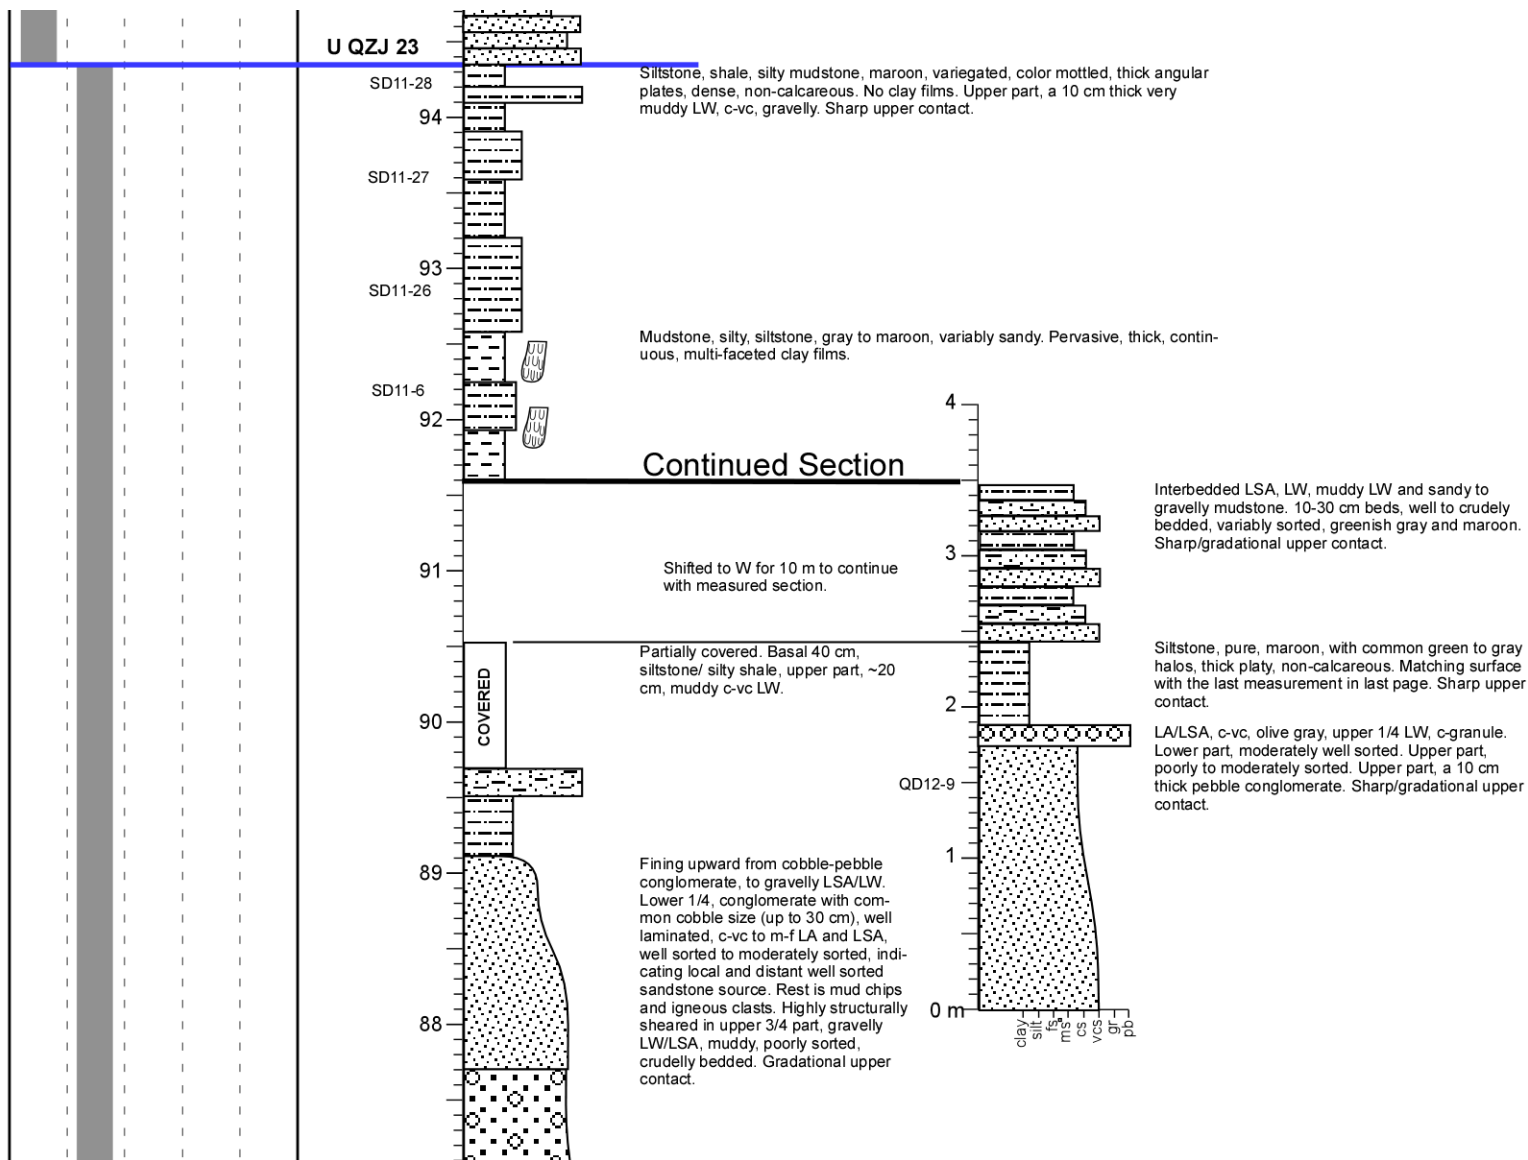 U QZJ 23
SD11-28
94
SD11-27
93
SD11-26
SD11-6
92
91
90
89
88
Siltstone, shale, silty mudstone, maroon, variegated, color mottled, thick angular
plates, dense, non-calcareous. No clay films. Upper part, a 10 cm thick very
muddy LW, c-vc, gravelly. Sharp upper contact.
Mudstone, silty, siltstone, gray to maroon, variably sandy. Pervasive, thick, contin-
uous, multi-faceted clay films.
Continued Section
Shifted to W for 10 m to continue
with measured section.
COVERED
Partially covered. Basal 40 cm,
siltstone/ silty shale, upper part, ~20
cm, muddy c-vc LW.
Fining upward from cobble-pebble
conglomerate, to gravelly LSA/LW.
Lower 1/4, conglomerate with com-
mon cobble size (up to 30 cm), well
laminated, c-vc to m-f LA and LSA,
well sorted to moderately sorted, indi-
cating local and distant well sorted
sandstone source. Rest is mud chips
and igneous clasts. Highly structurally
sheared in upper 3/4 part, gravelly
LW/LSA, muddy, poorly sorted,
crudelly bedded. Gradational upper
contact.
4
3
2
QD12-9
1
0 m
clay
silt
fs
ms
cs
vcs
gr
pb
Interbedded LSA, LW, muddy LW and sandy to
gravelly mudstone. 10-30 cm beds, well to crudely
bedded, variably sorted, greenish gray and maroon.
Sharp/gradational upper contact.
Siltstone, pure, maroon, with common green to gray
halos, thick platy, non-calcareous. Matching surface
with the last measurement in last page. Sharp upper
contact.
LA/LSA, c-vc, olive gray, upper 1/4 LW, c-granule.
Lower part, moderately well sorted. Upper part,
poorly to moderately sorted. Upper part, a 10 cm
thick pebble conglomerate. Sharp/gradational upper
contact.